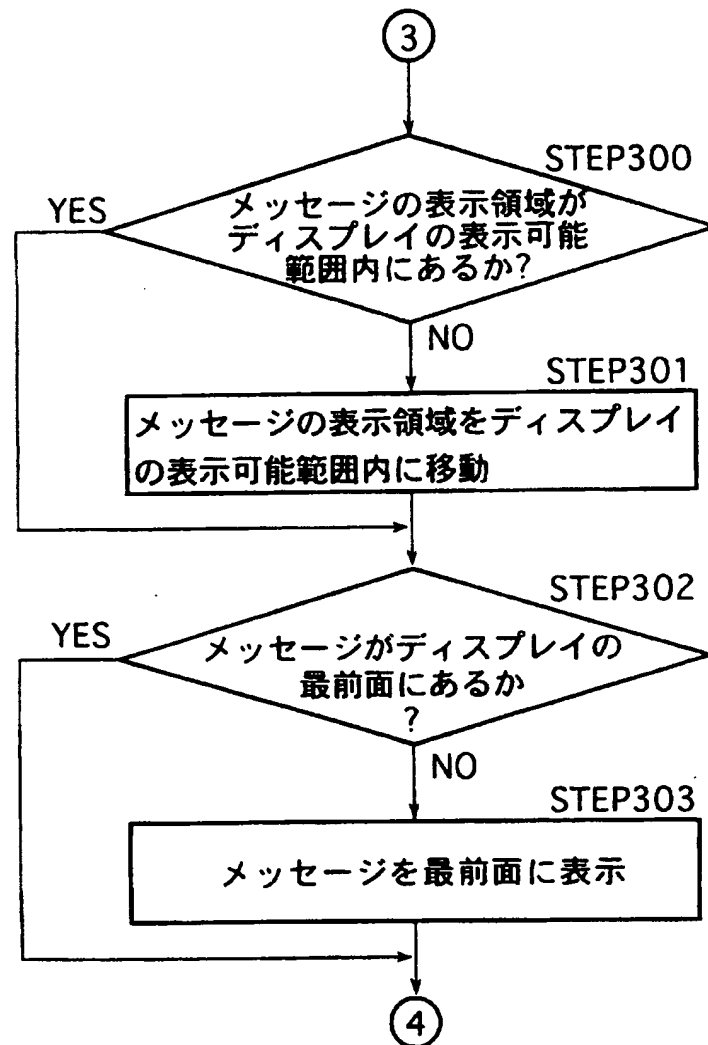 3
STEP300
YES
メッセージの表示領域が
ディスプレイの表示可能
範囲内にあるか?
NO
STEP301
メッセージの表示領域をディスプレイ
の表示可能範囲内に移動
STEP302
YES
メッセージがディスプレイの
最前面にあるか
?
NO
STEP303
メッセージを最前面に表示
4